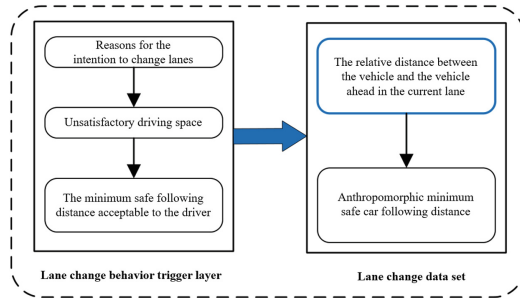 Reasons for the
intention to change lanes
Unsatisfactory driving space
The minimum safe following
distance acceptable to the driver
Lane change behavior trigger layer
The relative distance between
the vehicle and the vehicle
ahead in the current lane
Anthropomorphic minimum
safe car following distance
Lane change data set